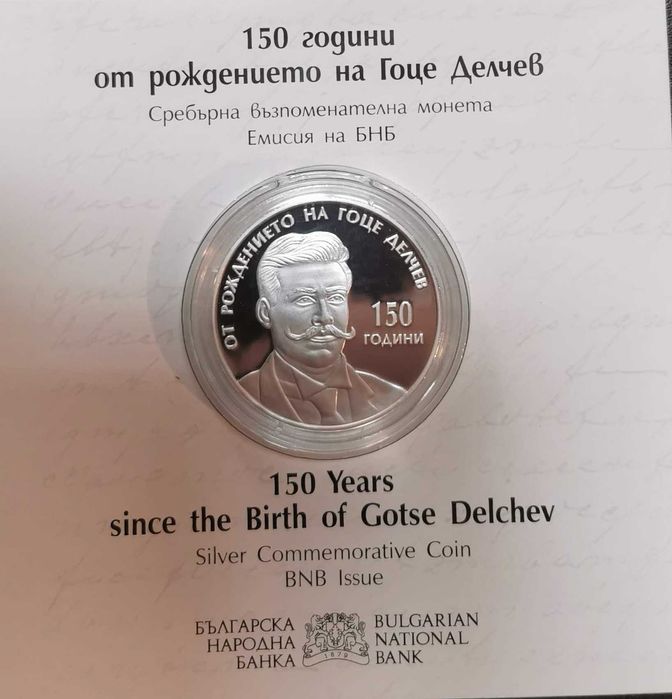 150 години
от рождението на Гоце Делчев
Сребърна възпоменателна монета
Емисия на БНБ
ОТ РОЖДЕНИЕТО НА ГОЦЕ ДЕЛЧЕВ
150
ГОДИНИ
150 Years
since the Birth of Gotse Delchev
Silver Commemorative Coin
BNB Issue
БЪЛГАРСКА
НАРОДНА
БАНКА
1879
BULGARIAN
NATIONAL
BANK